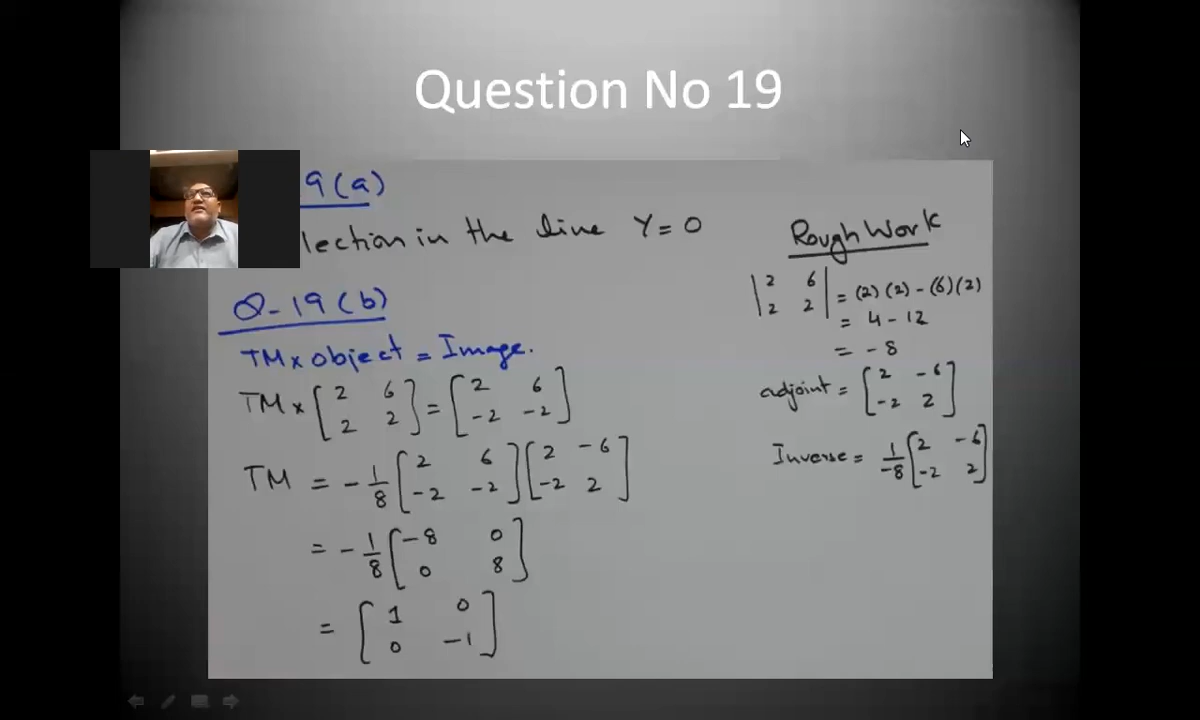 Question No 19
9(a)
lection in the line Y=0
Q-19(b)
TM x object = Image.
TM x [2 6; 2 2] = [2 6; -2 -2]
TM = -1/8 [2 6; -2 -2] [2 -6; -2 2]
= -1/8 [-8 0; 0 8]
= [1 0; 0 -1]
Rough Work
|2 6; 2 2| = (2)(2) - (6)(2)
= 4 - 12
= -8
adjoint = [2 -6; -2 2]
Inverse = 1/-8 [2 -6; -2 2]